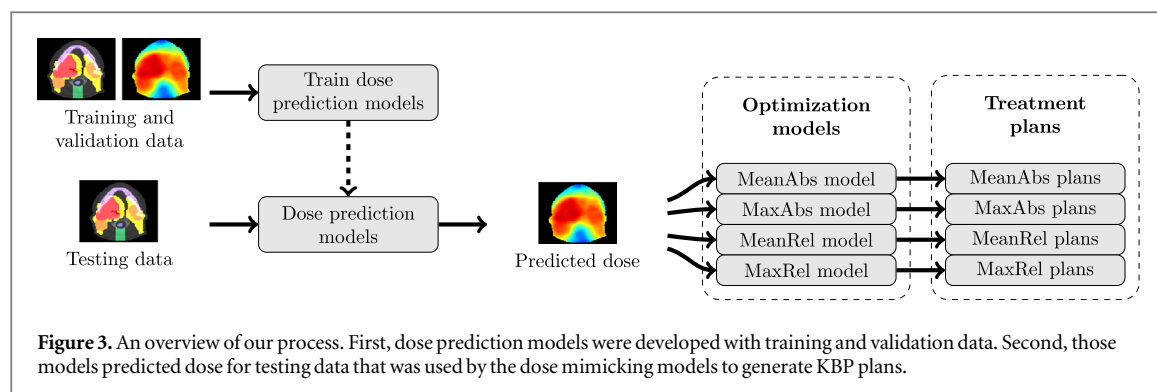 Training and
validation data
Train dose
prediction models
Testing data
Dose prediction
models
Predicted dose
Optimization
models
MeanAbs model
MaxAbs model
MeanRel model
MaxRel model
Treatment
plans
MeanAbs plans
MaxAbs plans
MeanRel plans
MaxRel plans
Figure 3. An overview of our process. First, dose prediction models were developed with training and validation data. Second, those
models predicted dose for testing data that was used by the dose mimicking models to generate KBP plans.